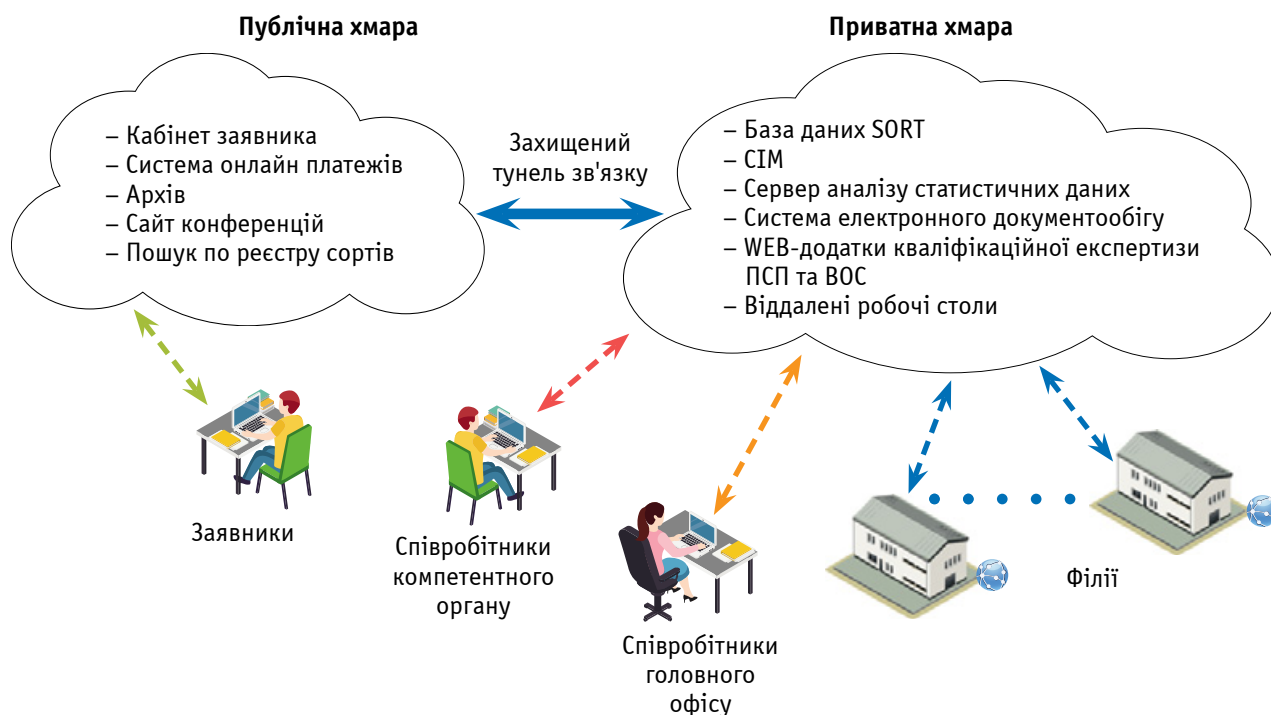 Публічна хмара
– Кабінет заявника
– Система онлайн платежів
– Архів
– Сайт конференцій
– Пошук по реєстру сортів
Захищений
тунель зв'язку
Приватна хмара
– База даних SORT
– СІМ
– Сервер аналізу статистичних даних
– Система електронного документообігу
– WEB-додатки кваліфікаційної експертизи
ПСП та ВОС
– Віддалені робочі столи
Заявники
Співробітники
компетентного
органу
Співробітники
головного
офісу
Філії